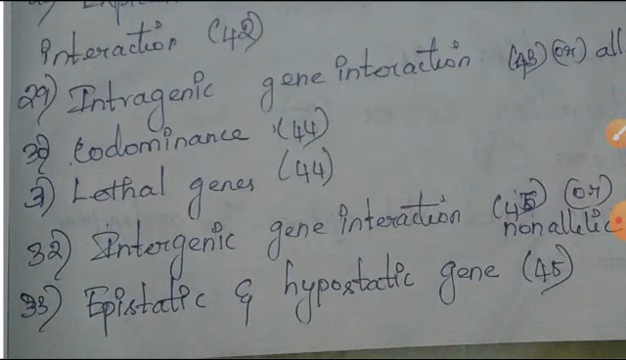 Interaction (42)
29) Intragenic gene interaction (43) (or) all
30) Codominance (44)
31) Lethal genes (44)
32) Intergenic gene interaction (45) (or)
nonallelic
33) Epistatic & hypostatic gene (45)